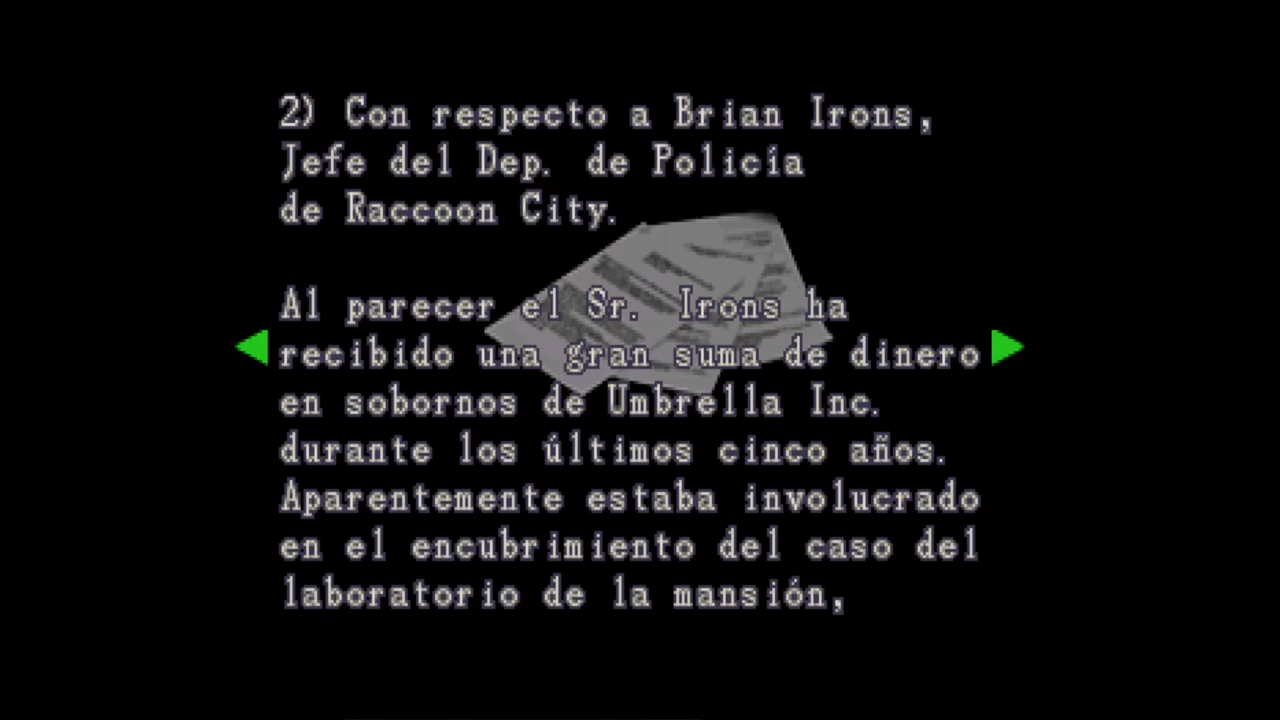 2) Con respecto a Brian Irons,
Jefe del Dep. de Policía
de Raccoon City.
Al parecer el Sr. Irons ha
recibido una gran suma de dinero
en sobornos de Umbrella Inc.
durante los últimos cinco años.
Aparentemente estaba involucrado
en el encubrimiento del caso del
laboratorio de la mansión,